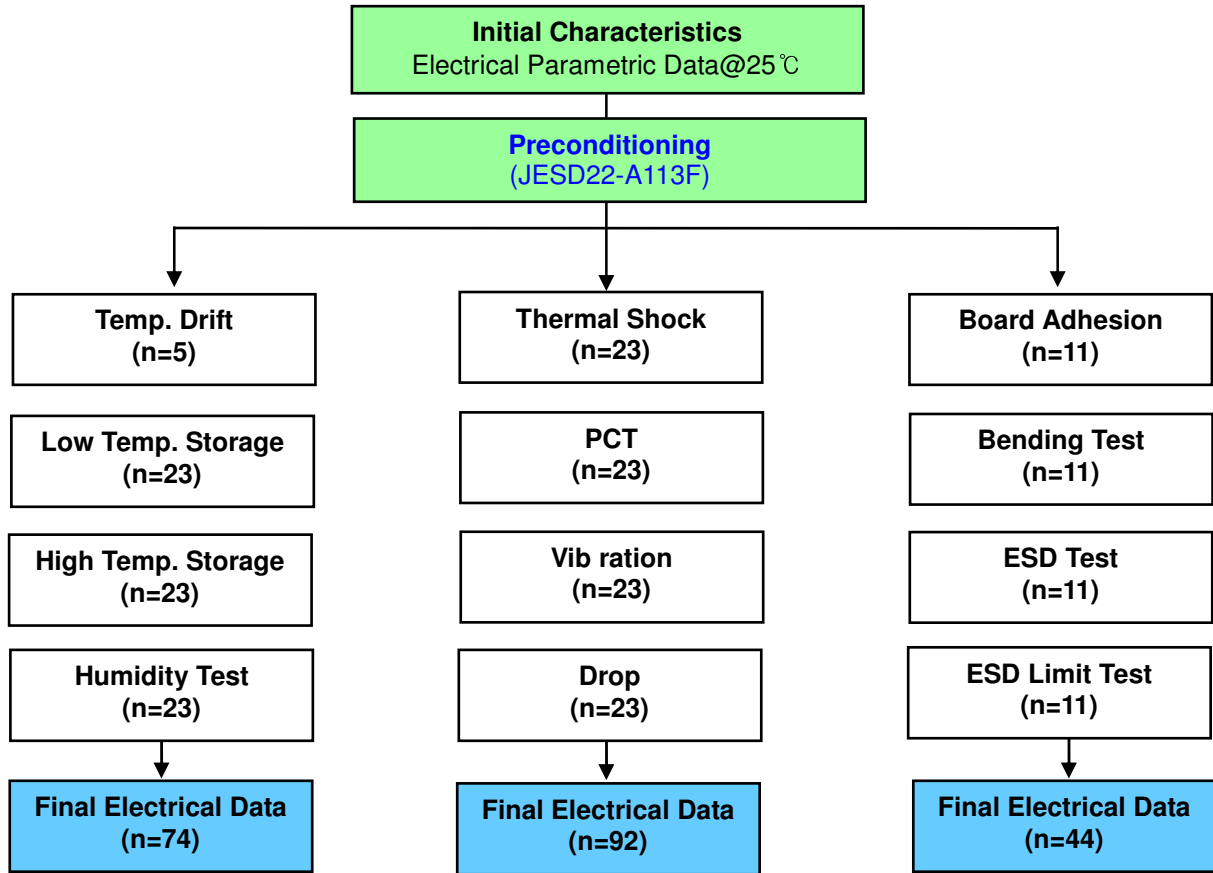 Initial Characteristics
Electrical Parametric Data@25℃
Preconditioning
(JESD22-A113F)
Temp. Drift
(n=5)
Low Temp. Storage
(n=23)
High Temp. Storage
(n=23)
Humidity Test
(n=23)
Final Electrical Data
(n=74)
Thermal Shock
(n=23)
PCT
(n=23)
Vib ration
(n=23)
Drop
(n=23)
Final Electrical Data
(n=92)
Board Adhesion
(n=11)
Bending Test
(n=11)
ESD Test
(n=11)
ESD Limit Test
(n=11)
Final Electrical Data
(n=44)